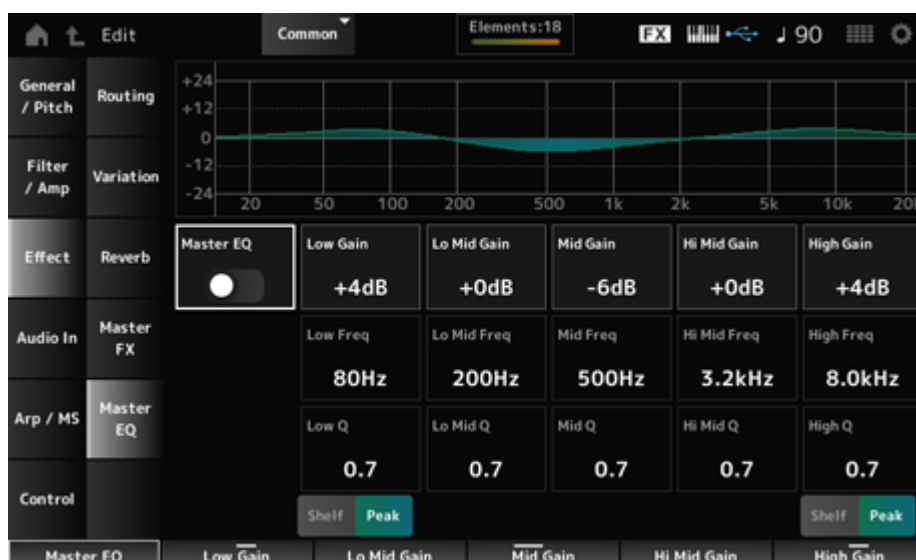 Edit
Common
Elements:18
FX
90
General
/ Pitch
Routing
Filter
/ Amp
Variation
Effect
Reverb
Audio In
Master
FX
Arp / MS
Master
EQ
Control
+24
+12
0
-12
-24
20 50 100 200 500 1k 2k 5k 10k 20
Master EQ
Low Gain
+4dB
Lo Mid Gain
+0dB
Mid Gain
-6dB
Hi Mid Gain
+0dB
High Gain
+4dB
Low Freq
80Hz
Lo Mid Freq
200Hz
Mid Freq
500Hz
Hi Mid Freq
3.2kHz
High Freq
8.0kHz
Low Q
0.7
Lo Mid Q
0.7
Mid Q
0.7
Hi Mid Q
0.7
High Q
0.7
Shelf Peak
Shelf Peak
Master EQ Low Gain Lo Mid Gain Mid Gain Hi Mid Gain High Gain